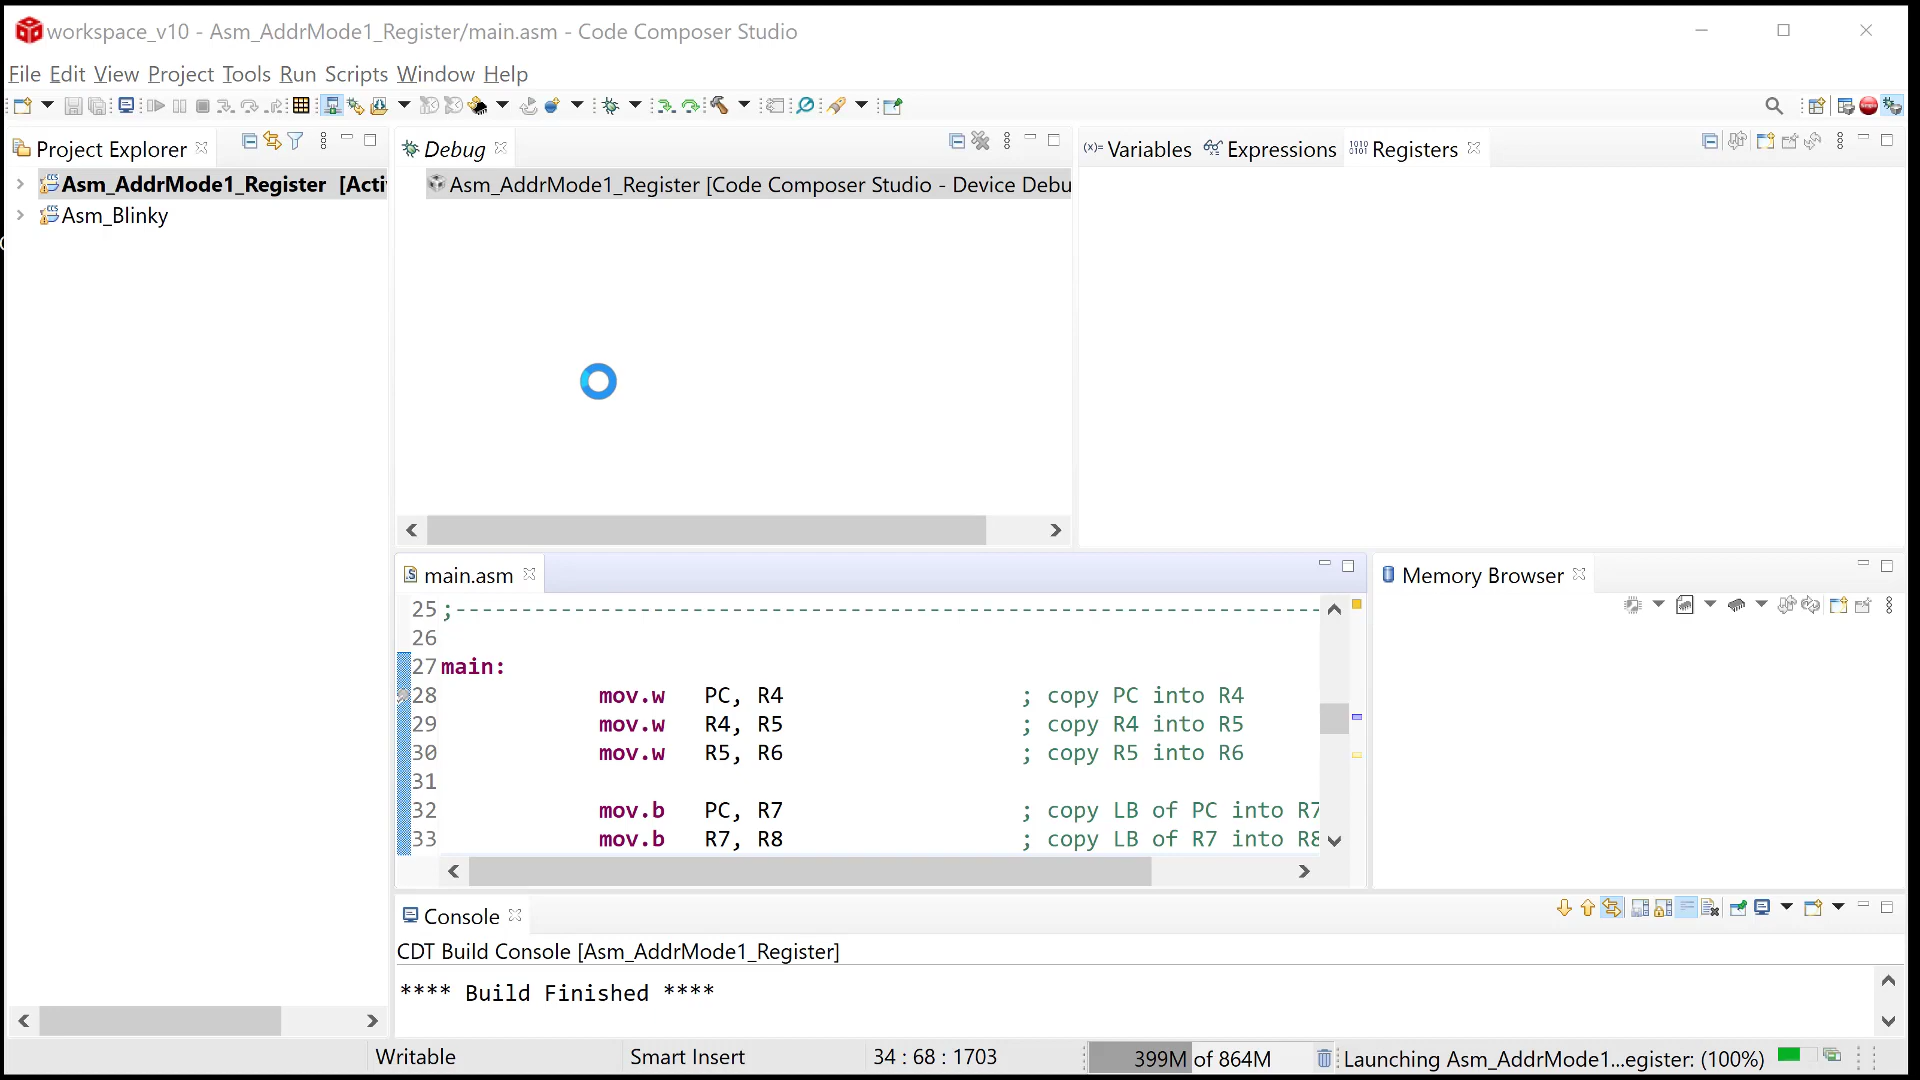 workspace_v10 - Asm_AddrMode1_Register/main.asm - Code Composer Studio
File Edit View Project Tools Run Scripts Window Help
Project Explorer
Asm_AddrMode1_Register [Acti
Asm_Blinky
Debug
Asm_AddrMode1_Register [Code Composer Studio - Device Debu
(x)= Variables Expressions 1010 0101 Registers
main.asm
25 ;-------------------------------------------------------------------
26
27 main:
28 mov.w PC, R4 ; copy PC into R4
29 mov.w R4, R5 ; copy R4 into R5
30 mov.w R5, R6 ; copy R5 into R6
31
32 mov.b PC, R7 ; copy LB of PC into R7
33 mov.b R7, R8 ; copy LB of R7 into R8
Memory Browser
Console
CDT Build Console [Asm_AddrMode1_Register]
**** Build Finished ****
Writable Smart Insert 34 : 68 : 1703 399M of 864M Launching Asm_AddrMode1...egister: (100%)